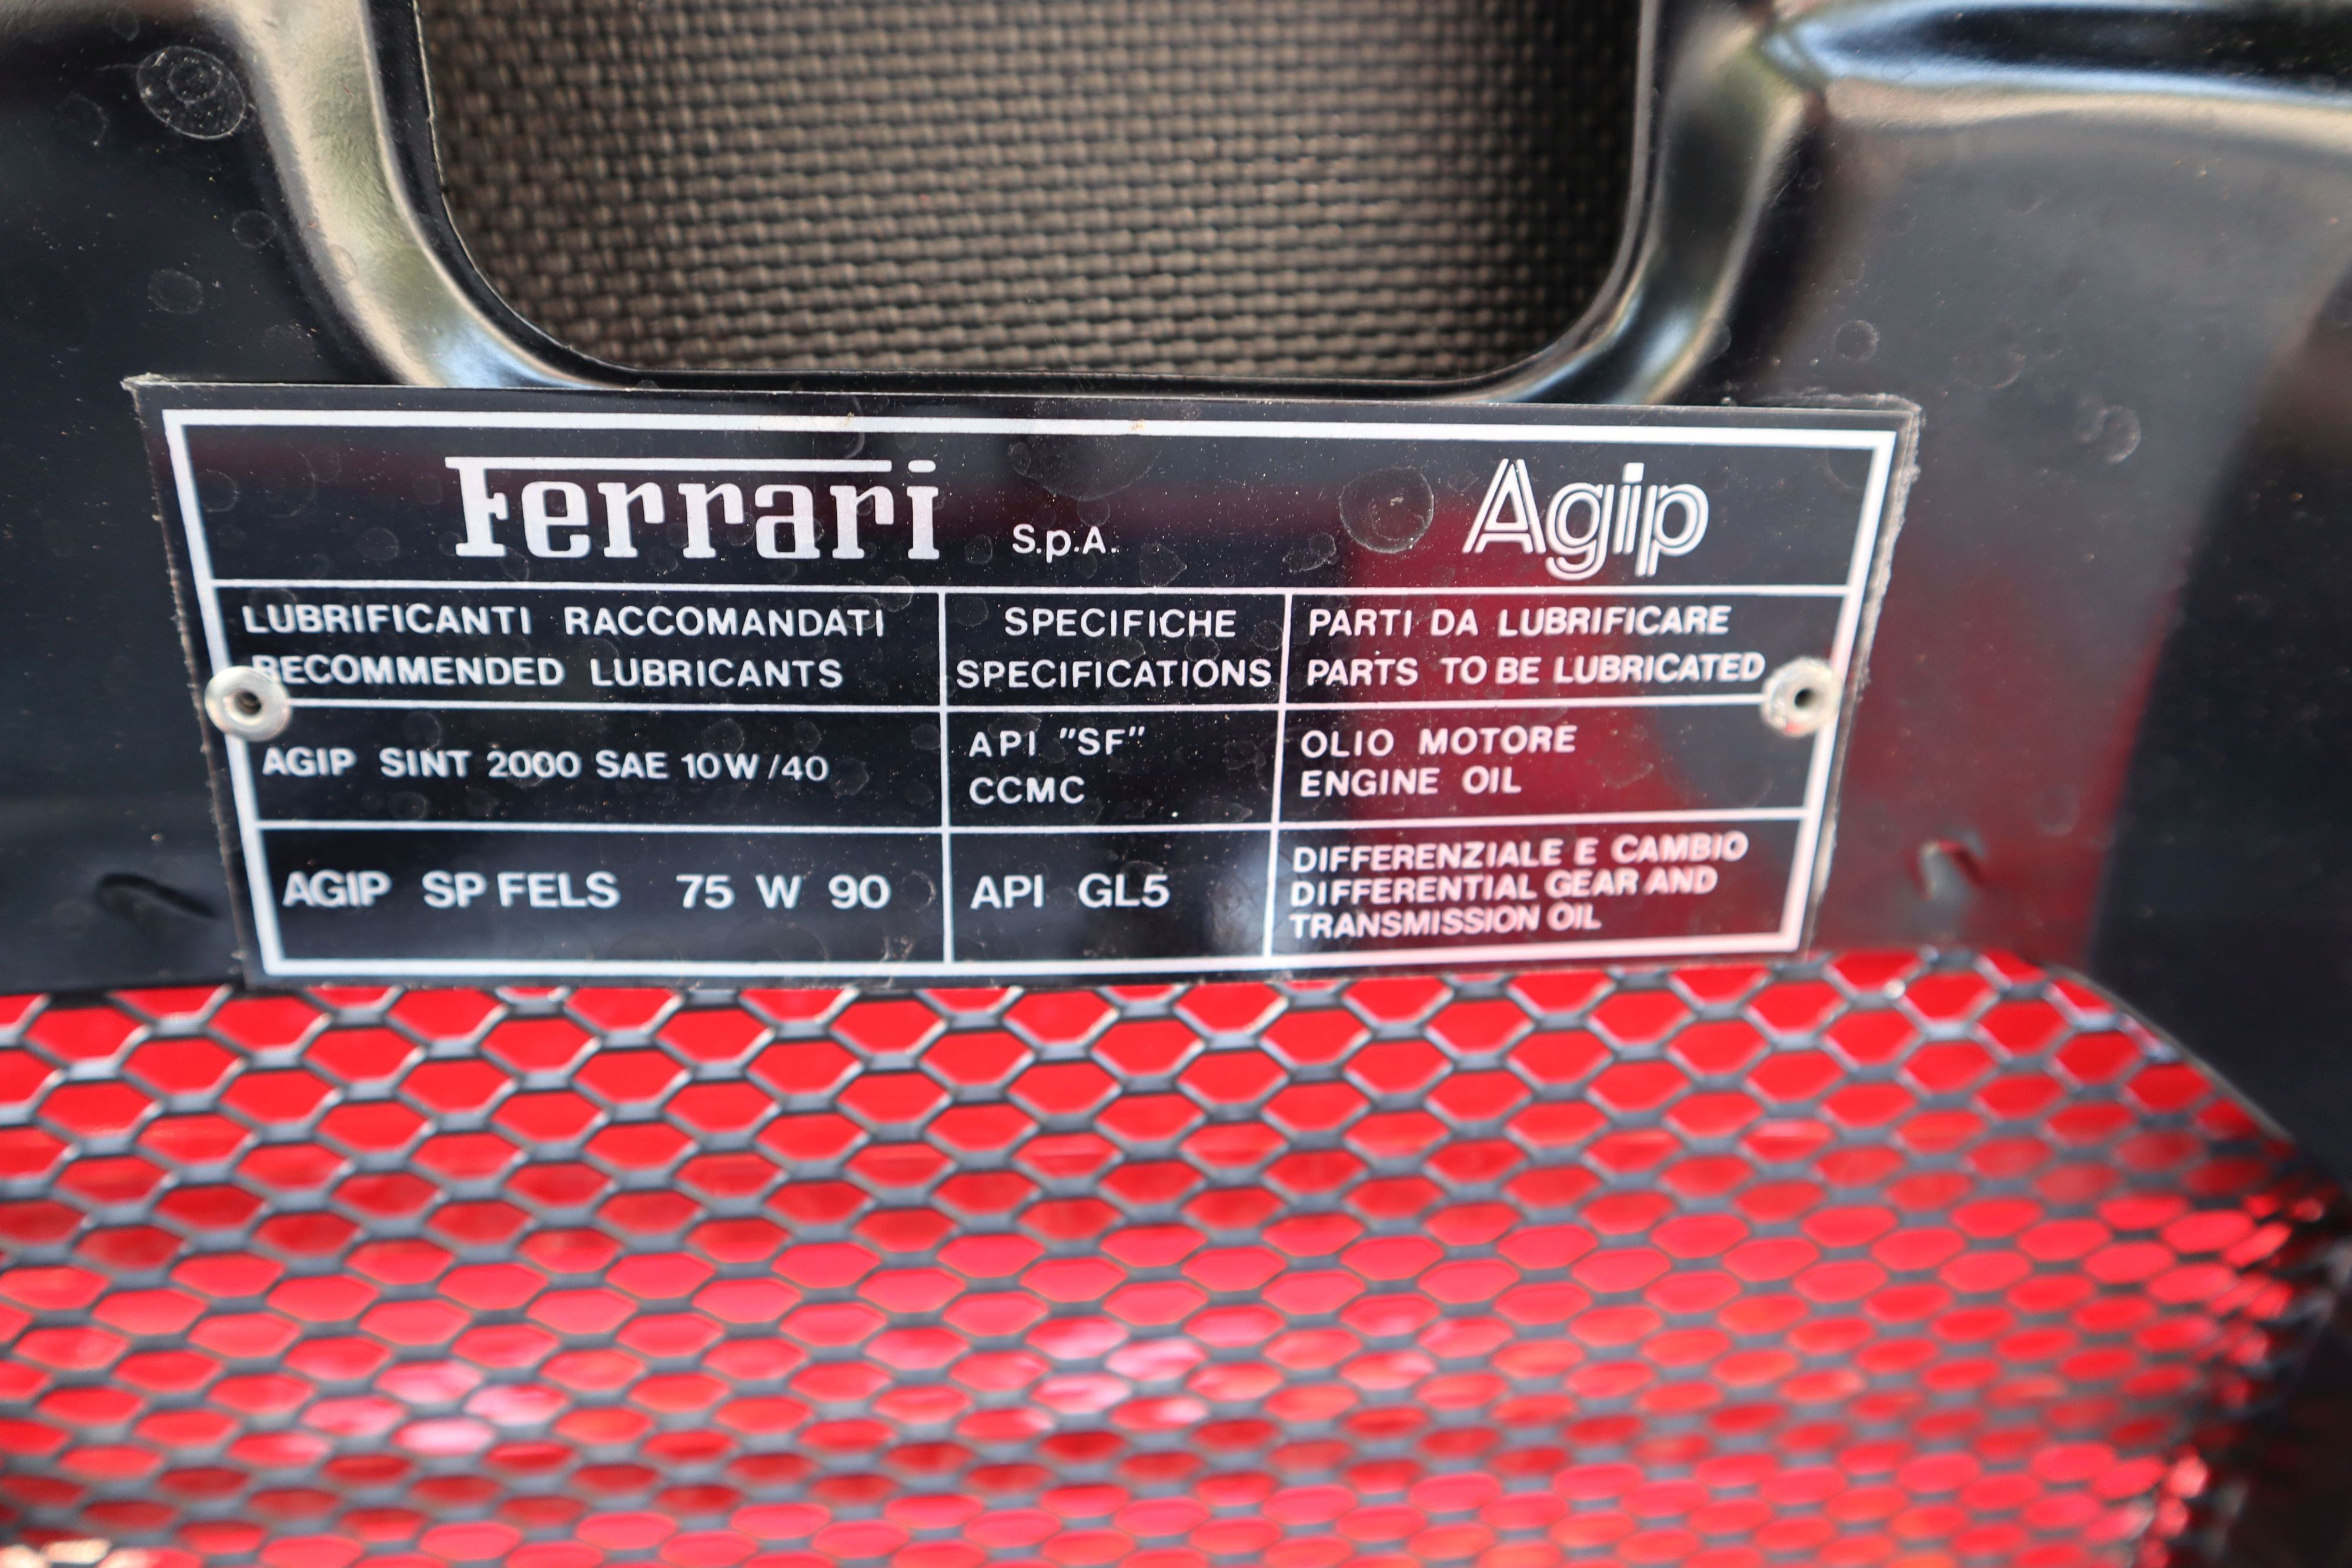 Ferrari S.p.A. Agip
LUBRIFICANTI RACCOMANDATI
RECOMMENDED LUBRICANTS
SPECIFICHE
SPECIFICATIONS
PARTI DA LUBRIFICARE
PARTS TO BE LUBRICATED
AGIP SINT 2000 SAE 10W/40
API "SF"
CCMC
OLIO MOTORE
ENGINE OIL
AGIP SP FELS 75 W 90
API GL5
DIFFERENZIALE E CAMBIO
DIFFERENTIAL GEAR AND
TRANSMISSION OIL